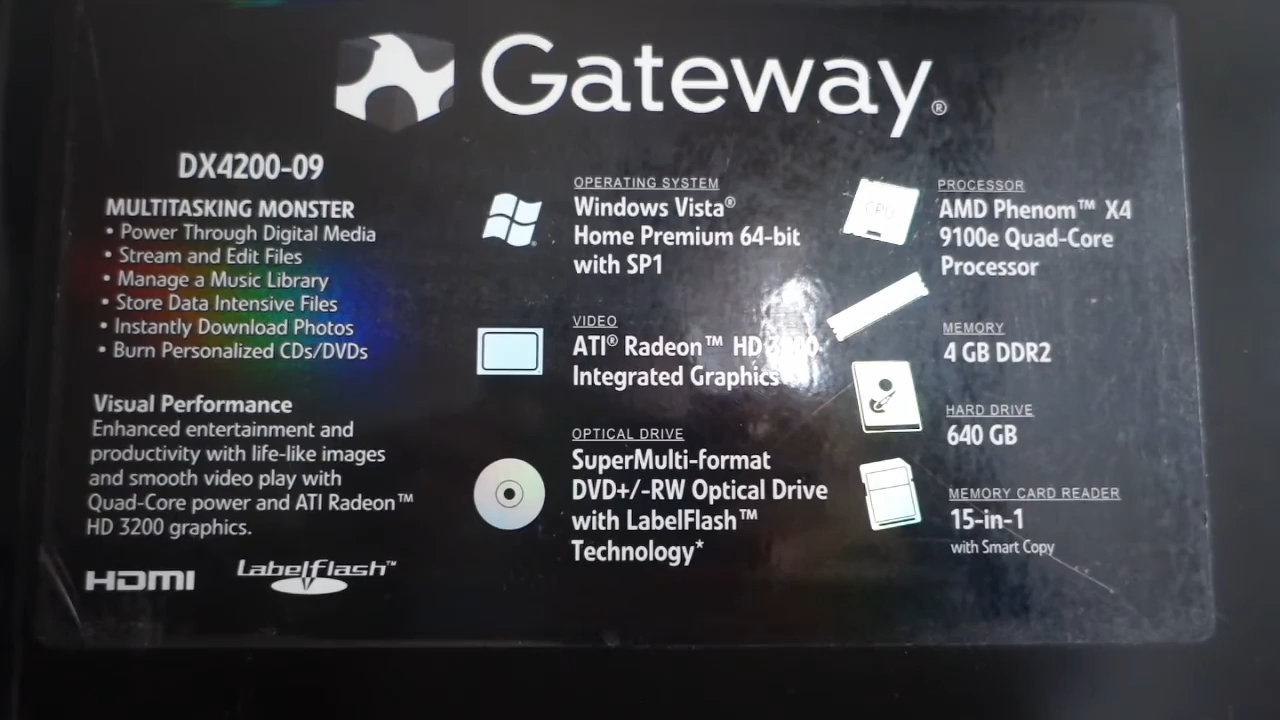 Gateway®
DX4200-09
MULTITASKING MONSTER
• Power Through Digital Media
• Stream and Edit Files
• Manage a Music Library
• Store Data Intensive Files
• Instantly Download Photos
• Burn Personalized CDs/DVDs
Visual Performance
Enhanced entertainment and
productivity with life-like images
and smooth video play with
Quad-Core power and ATI Radeon™
HD 3200 graphics.
HDMI
Labelflash™
OPERATING SYSTEM
Windows Vista®
Home Premium 64-bit
with SP1
VIDEO
ATI® Radeon™ HD 3200
Integrated Graphics
OPTICAL DRIVE
SuperMulti-format
DVD+/-RW Optical Drive
with LabelFlash™
Technology*
CPU
PROCESSOR
AMD Phenom™ X4
9100e Quad-Core
Processor
MEMORY
4 GB DDR2
HARD DRIVE
640 GB
MEMORY CARD READER
15-in-1
with Smart Copy